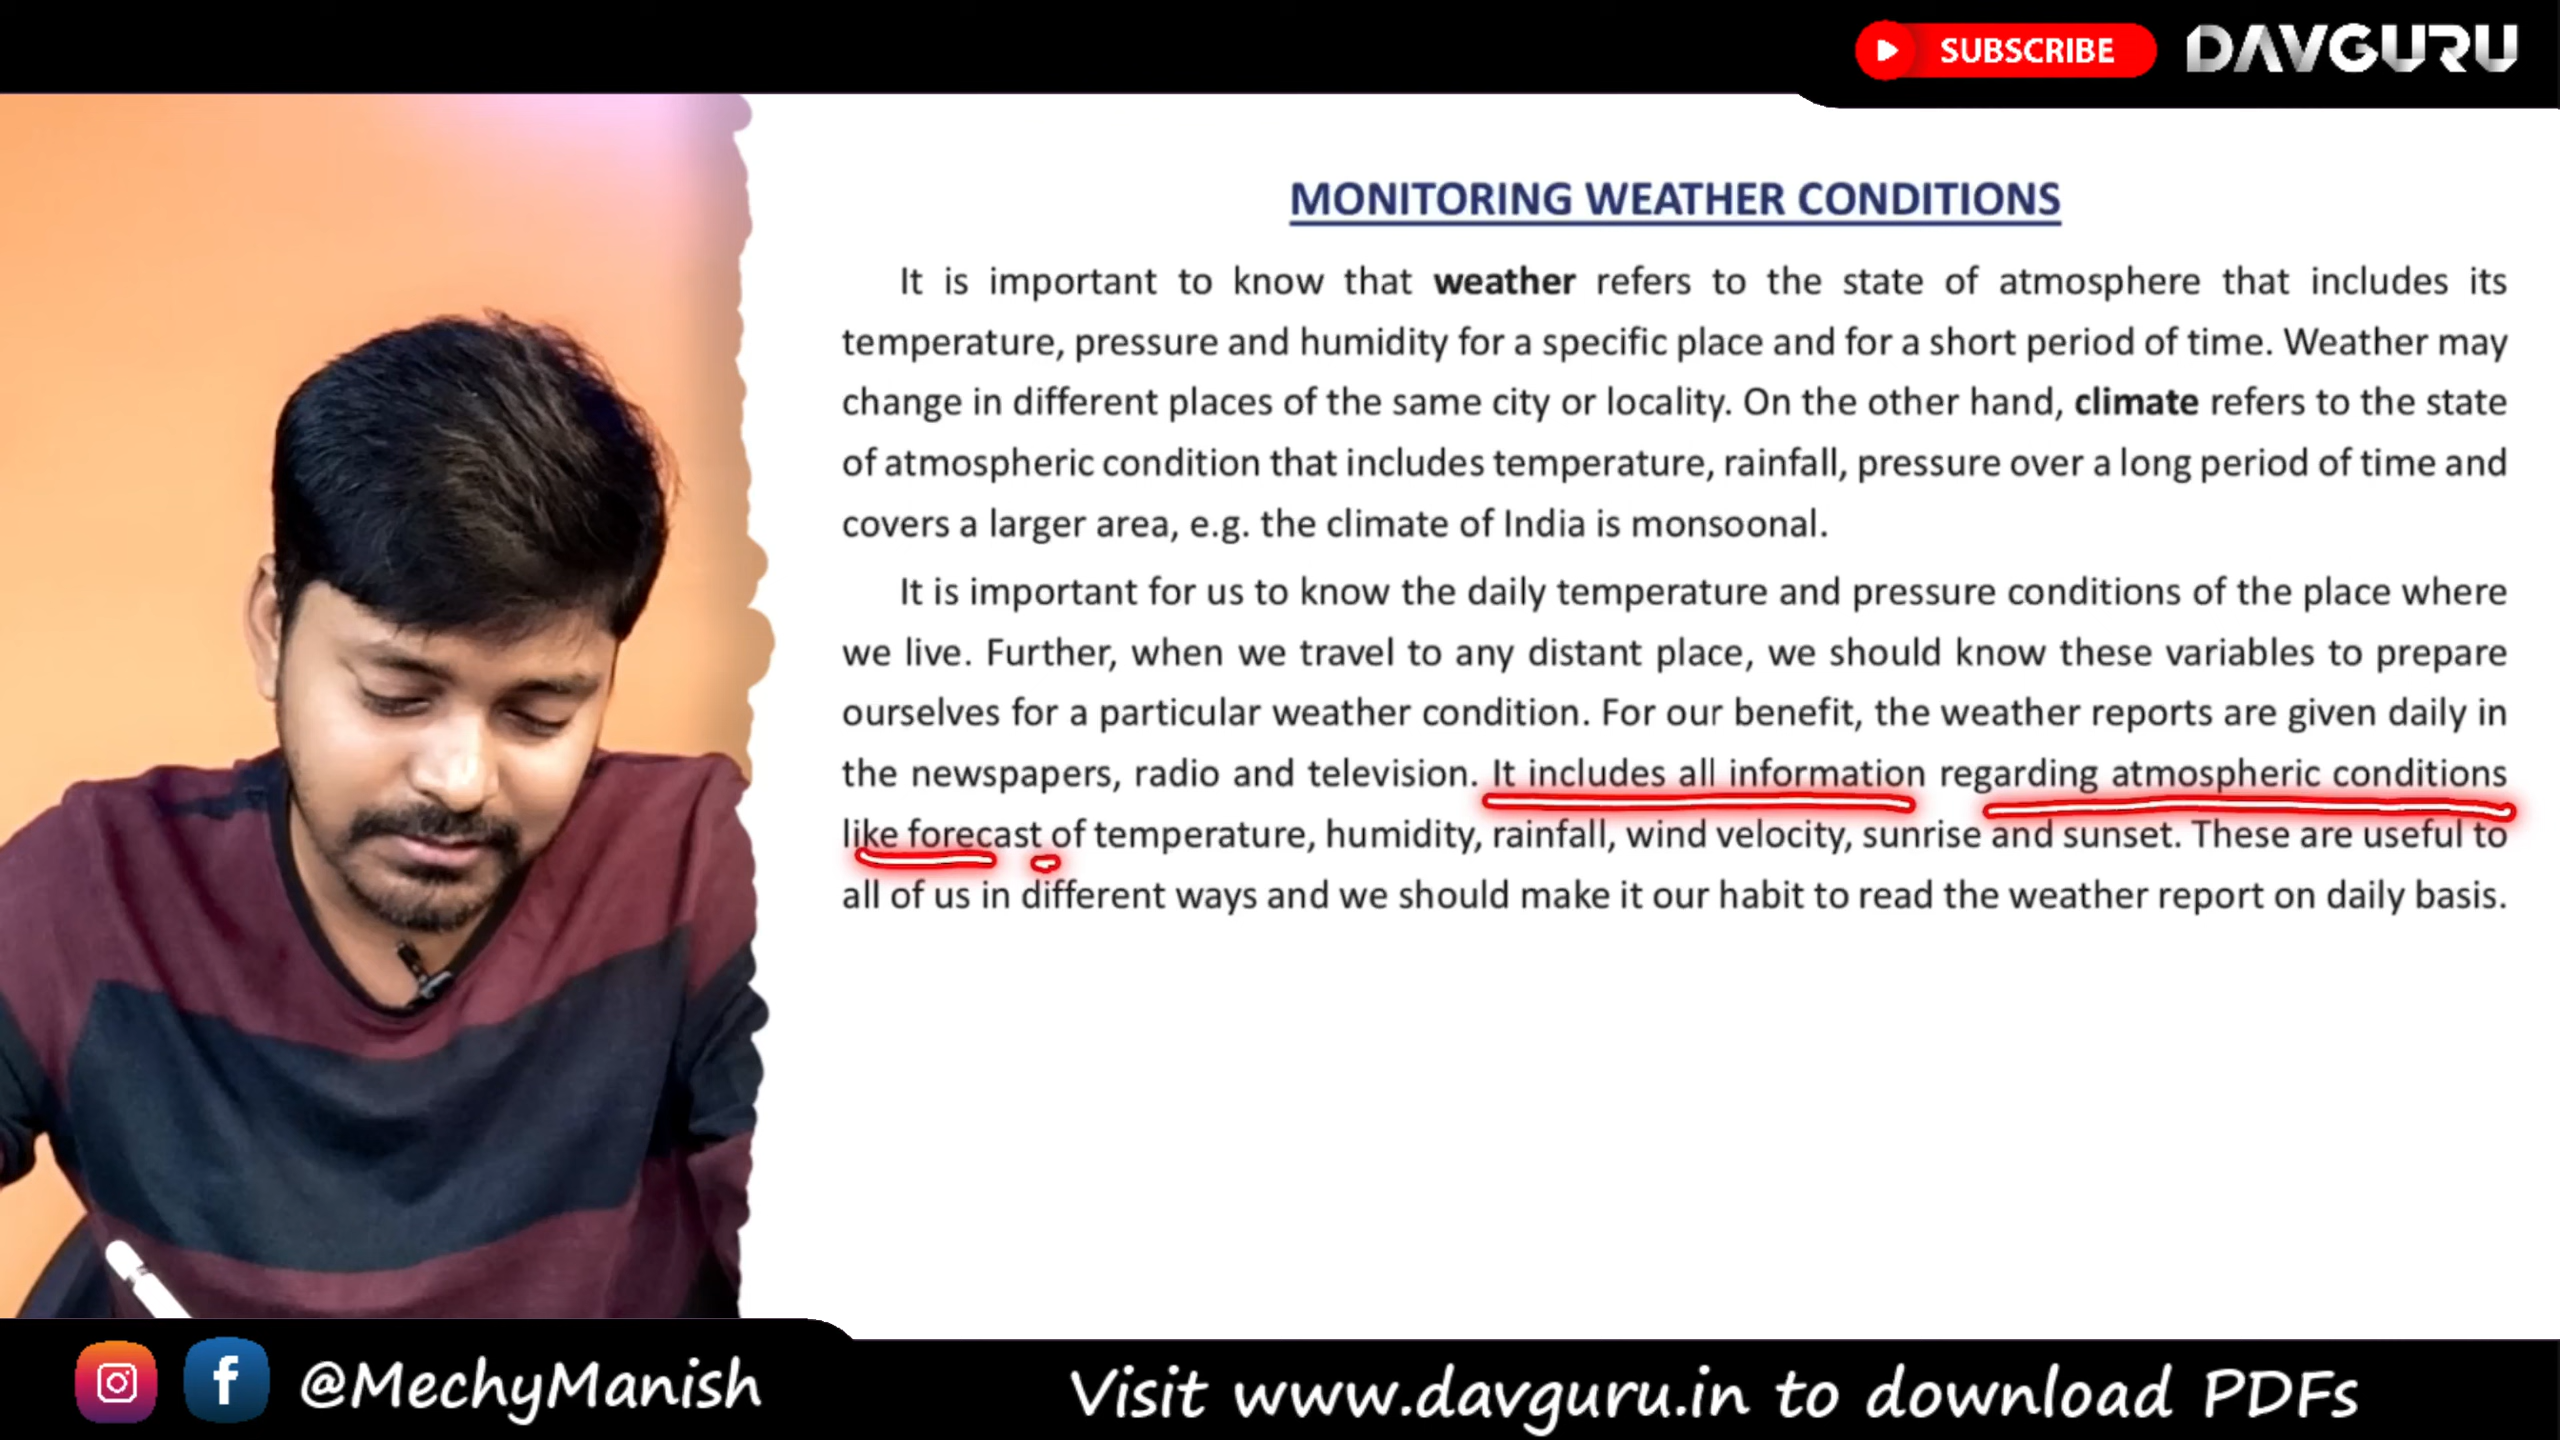 SUBSCRIBE DAVGURU
MONITORING WEATHER CONDITIONS
It is important to know that weather refers to the state of atmosphere that includes its
temperature, pressure and humidity for a specific place and for a short period of time. Weather may
change in different places of the same city or locality. On the other hand, climate refers to the state
of atmospheric condition that includes temperature, rainfall, pressure over a long period of time and
covers a larger area, e.g. the climate of India is monsoonal.
It is important for us to know the daily temperature and pressure conditions of the place where
we live. Further, when we travel to any distant place, we should know these variables to prepare
ourselves for a particular weather condition. For our benefit, the weather reports are given daily in
the newspapers, radio and television. It includes all information regarding atmospheric conditions
like forecast of temperature, humidity, rainfall, wind velocity, sunrise and sunset. These are useful to
all of us in different ways and we should make it our habit to read the weather report on daily basis.
@MechyManish Visit www.davguru.in to download PDFs